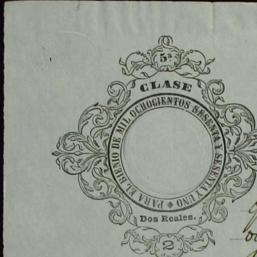 5ª
CLASE
PARA EL BIENIO DE MIL OCHOCIENTOS SESENTA Y SESENTA Y UNO
Dos Reales.
2